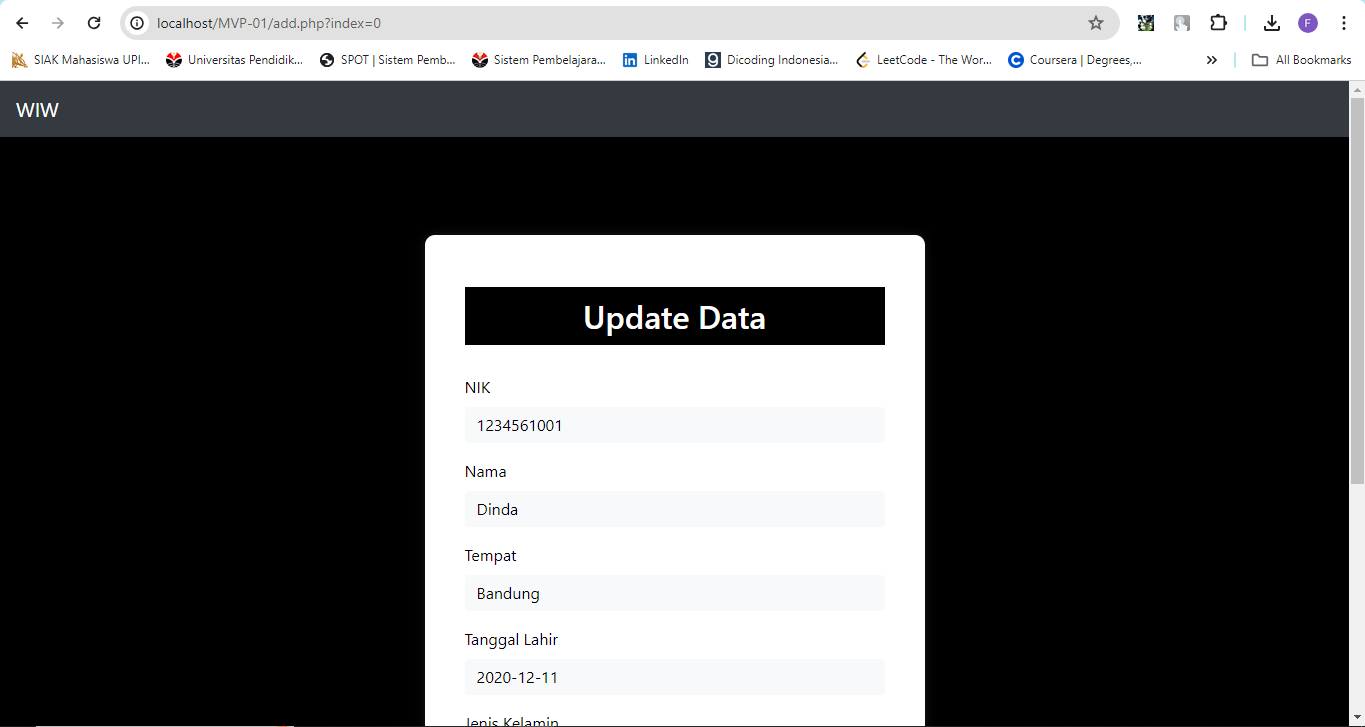 localhost/MVP-01/add.php?index=0
F
SIAK Mahasiswa UPI... Universitas Pendidik... SPOT | Sistem Pemb... Sistem Pembelajara... LinkedIn Dicoding Indonesia... LeetCode - The Wor... Coursera | Degrees,... » All Bookmarks
WIW
Update Data
NIK
1234561001
Nama
Dinda
Tempat
Bandung
Tanggal Lahir
2020-12-11
Jenis Kelamin